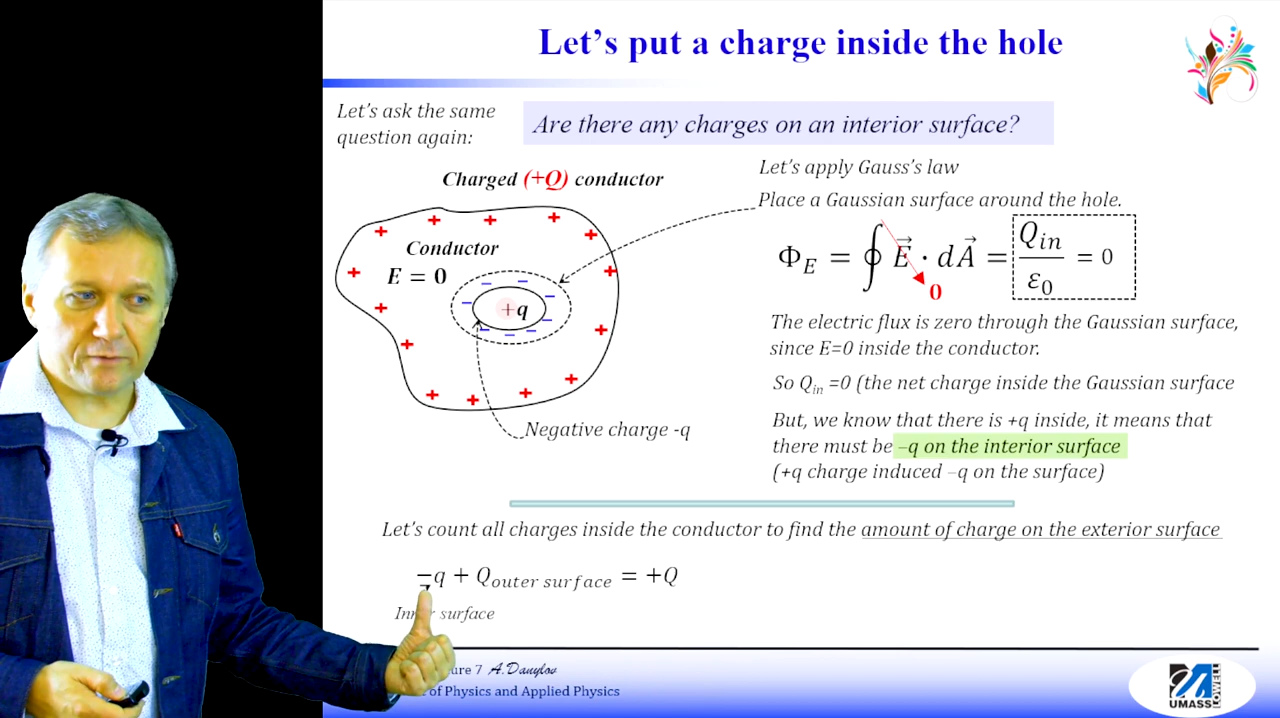 Let's put a charge inside the hole
Let's ask the same
question again:
Are there any charges on an interior surface?
Charged (+Q) conductor
Let's apply Gauss's law
Place a Gaussian surface around the hole.
Conductor
E = 0
+q
Φ_E = ∮ E⃗ · dA⃗ = Q_in / ε_0 = 0
0
The electric flux is zero through the Gaussian surface,
since E=0 inside the conductor.
So Q_in =0 (the net charge inside the Gaussian surface
But, we know that there is +q inside, it means that
there must be –q on the interior surface
(+q charge induced –q on the surface)
Negative charge -q
Let's count all charges inside the conductor to find the amount of charge on the exterior surface
−q + Q_outer surface = +Q
surface
7 A.Danylov
of Physics and Applied Physics
UMASS
LOWELL